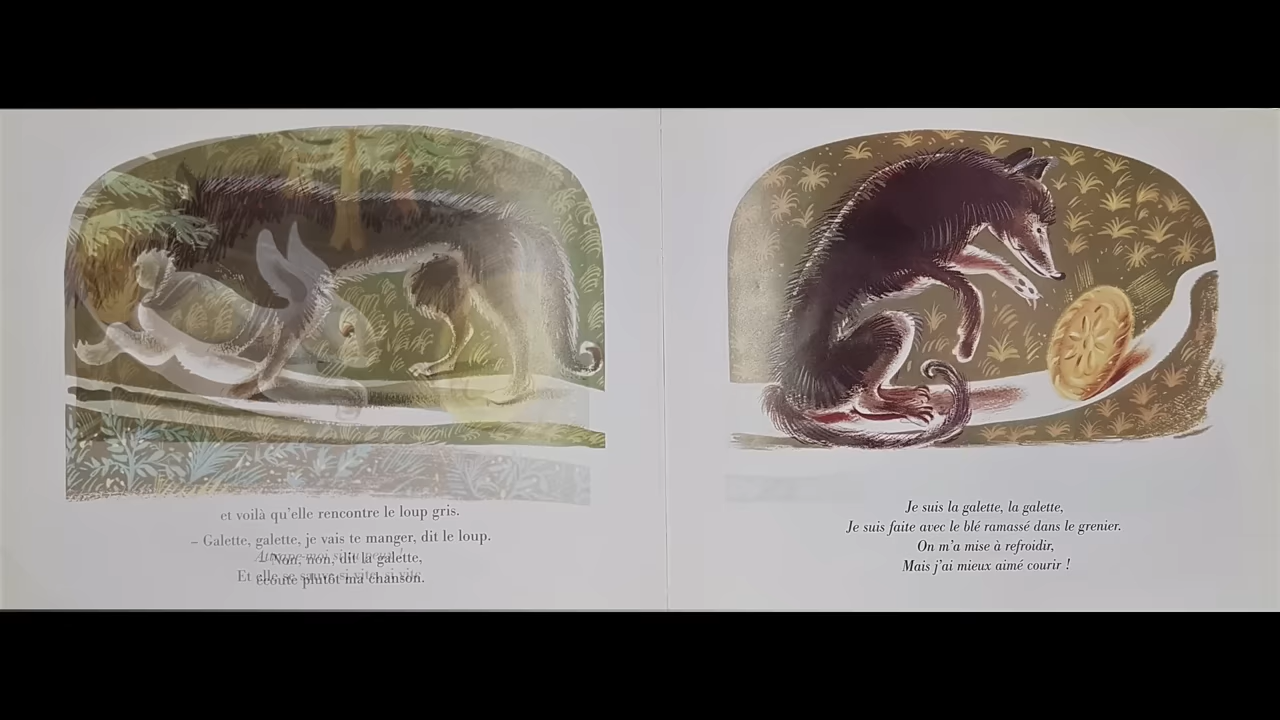 et voilà qu'elle rencontre le loup gris.
– Galette, galette, je vais te manger, dit le loup.
– Non, non, dit la galette,
écoute plutôt ma chanson.
Je suis la galette, la galette,
Je suis faite avec le blé ramassé dans le grenier.
On m'a mise à refroidir,
Mais j'ai mieux aimé courir !